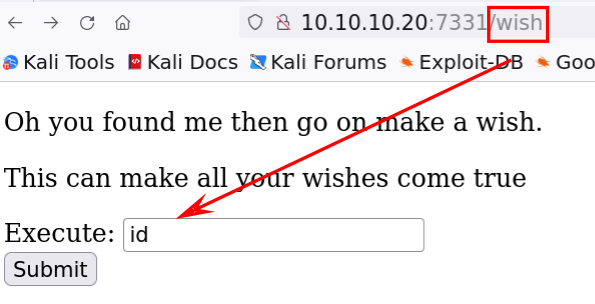 10.10.10.20:7331/wish
Kali Tools Kali Docs Kali Forums Exploit-DB Goo
Oh you found me then go on make a wish.
This can make all your wishes come true
Execute: id
Submit